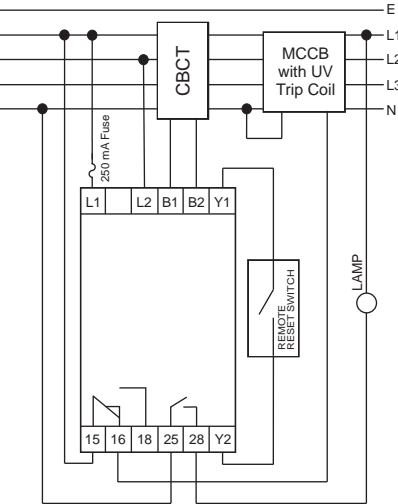 E
L1
L2
L3
N
CBCT
MCCB
with UV
Trip Coil
250 mA Fuse
L1 L2 B1 B2 Y1
REMOTE
RESET SWITCH
LAMP
15 16 18 25 28 Y2